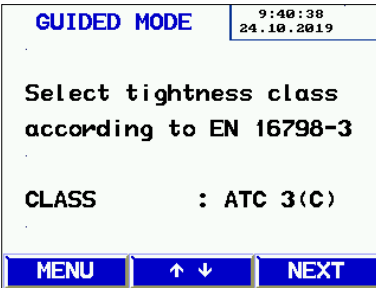 GUIDED MODE
9:40:38
24.10.2019
Select tightness class
according to EN 16798-3
CLASS : ATC 3(C)
MENU ↑ ↓ NEXT